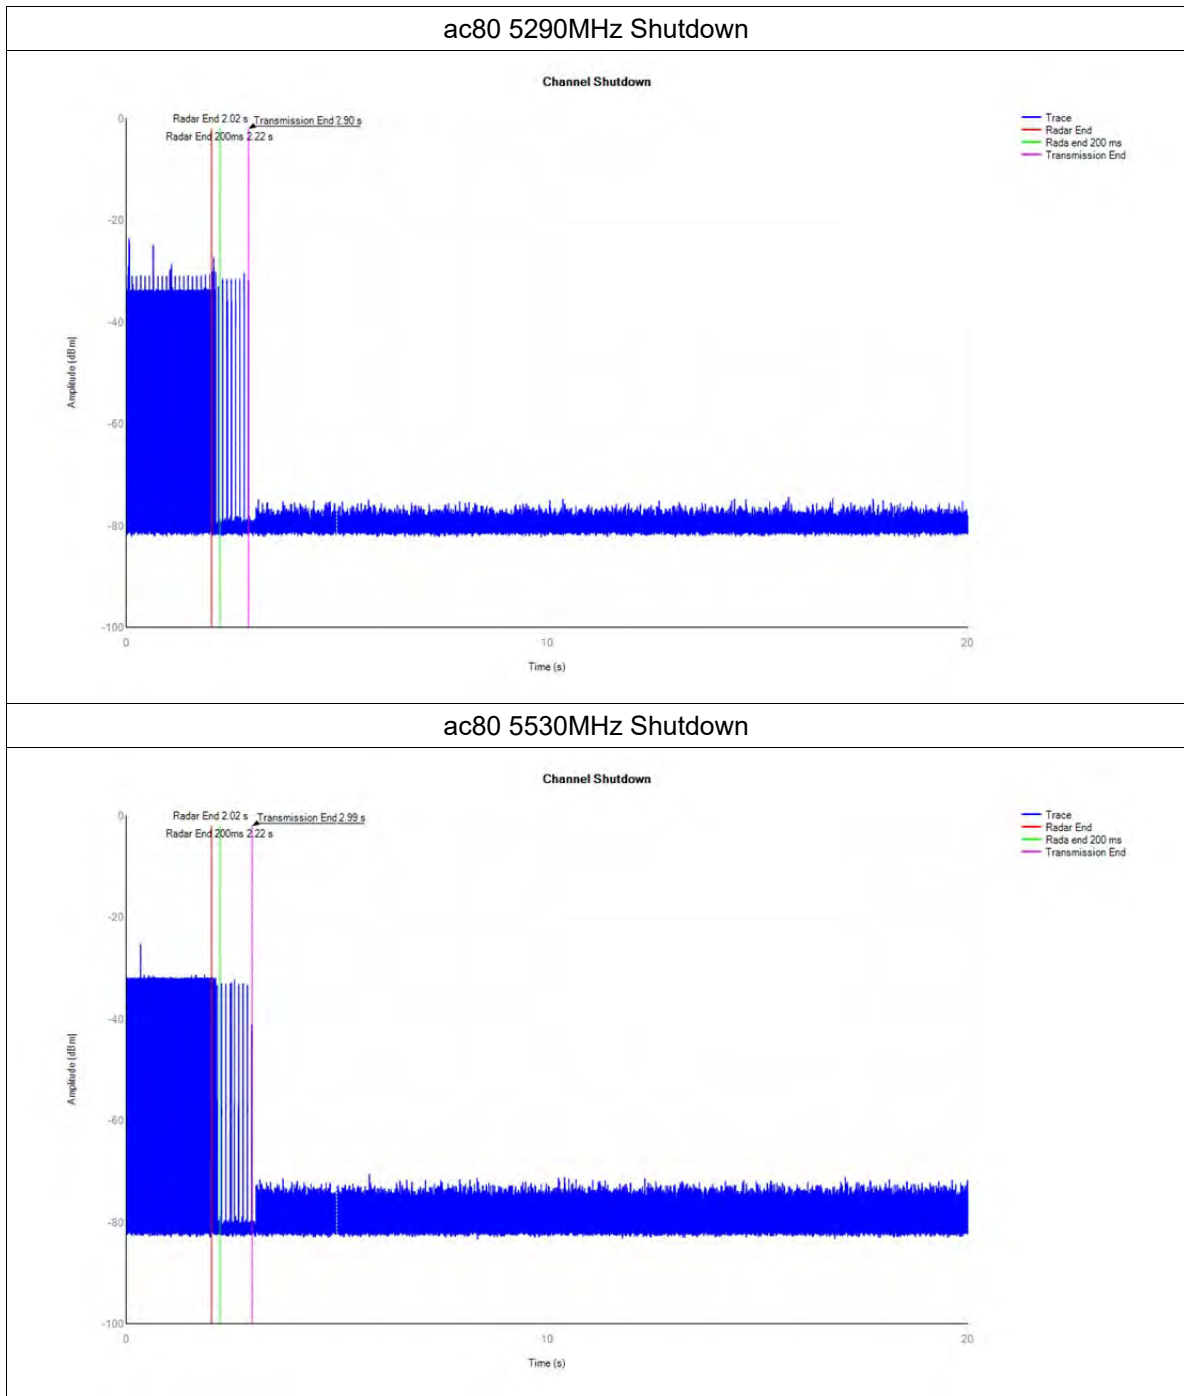 ac80 5290MHz Shutdown
Channel Shutdown
Radar End 2.02 s
Transmission End 2.90 s
Radar End 200ms 2.22 s
Trace
Radar End
Rada end 200 ms
Transmission End
0
-20
-40
-60
-80
-100
Amplitude [dBm]
0
10
20
Time (s)
ac80 5530MHz Shutdown
Channel Shutdown
Radar End 2.02 s
Transmission End 2.99 s
Radar End 200ms 2.22 s
Trace
Radar End
Rada end 200 ms
Transmission End
0
-20
-40
-60
-80
-100
Amplitude [dBm]
0
10
20
Time (s)